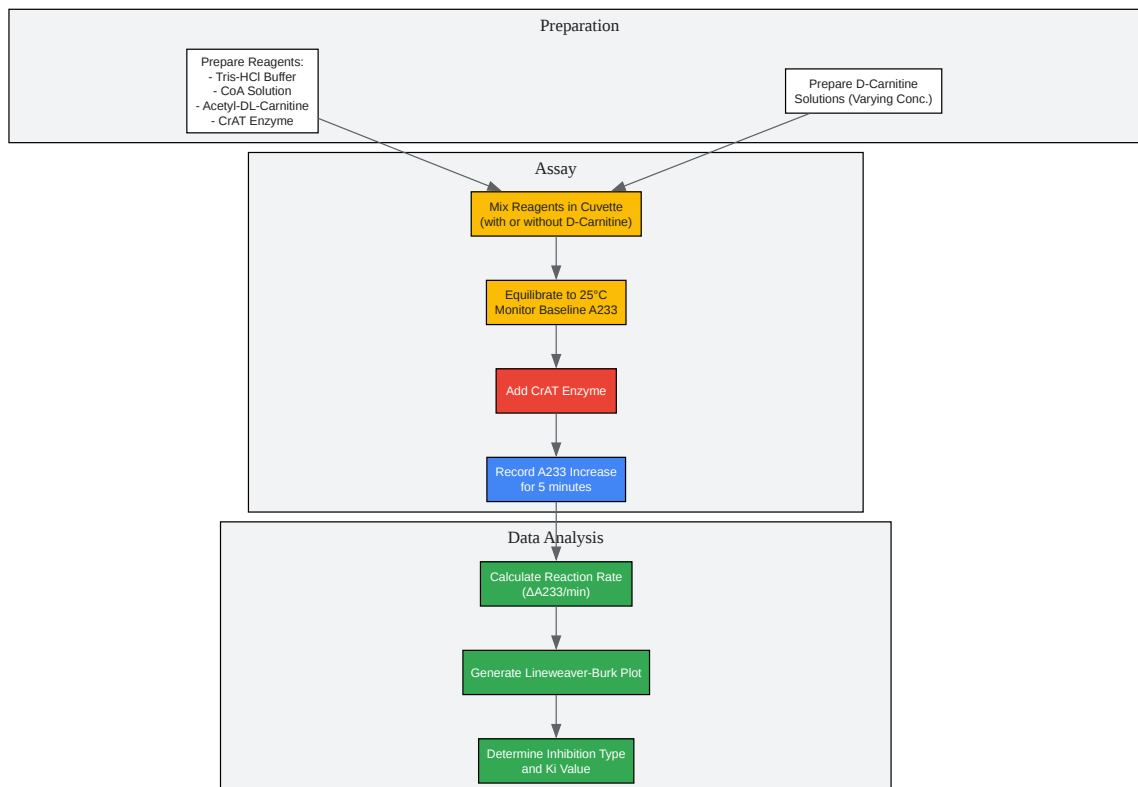 Preparation
Prepare Reagents:
- Tris-HCl Buffer
- CoA Solution
- Acetyl-DL-Carnitine
- CrAT Enzyme
Prepare D-Carnitine
Solutions (Varying Conc.)
Assay
Mix Reagents in Cuvette
(with or without D-Carnitine)
Equilibrate to 25°C
Monitor Baseline A233
Add CrAT Enzyme
Record A233 Increase
for 5 minutes
Data Analysis
Calculate Reaction Rate
(ΔA233/min)
Generate Lineweaver-Burk Plot
Determine Inhibition Type
and Ki Value